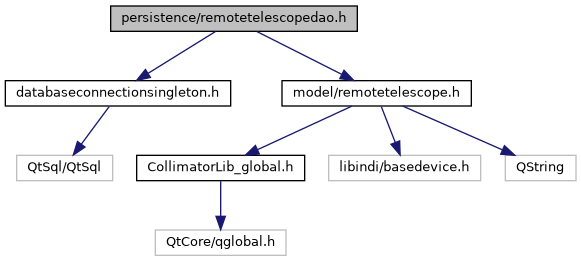 persistence/remotetelescopedao.h
databaseconnectionsingleton.h
model/remotetelescope.h
QtSql/QtSql
CollimatorLib_global.h
libindi/basedevice.h
QString
QtCore/qglobal.h